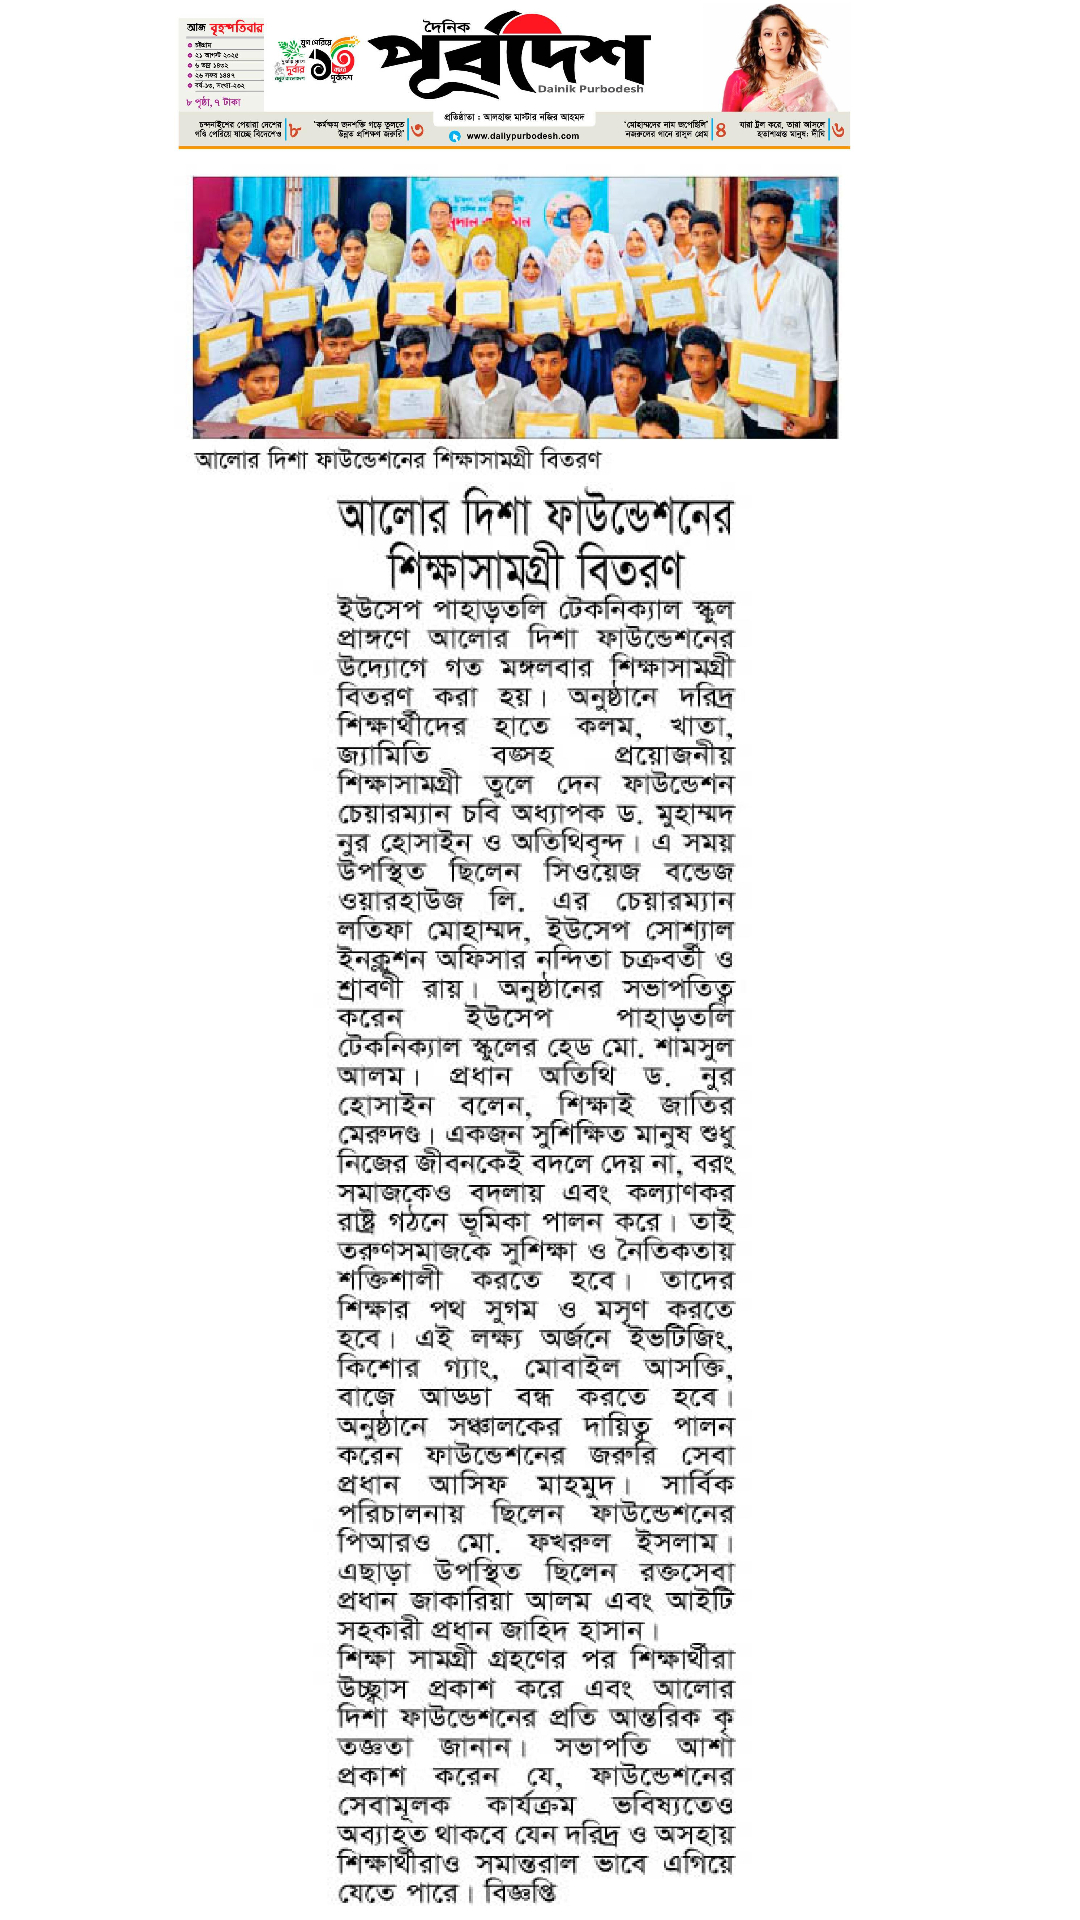 আজ বৃহস্পতিবার
চট্টগ্রাম
২১ আগস্ট ২০২৫
৬ ভাদ্র ১৪৩২
২৬ সফর ১৪৪৭
বর্ষ-১৩, সংখ্যা-২৩২
৮ পৃষ্ঠা, ৭ টাকা
দৈনিক
পূর্বদেশ
Dainik Purbodesh
প্রতিষ্ঠাতা : আলহাজ মাস্টার নজির আহমদ
www.dailypurbodesh.com
চন্দনাইশের পেয়ারা দেশের
গণ্ডি পেরিয়ে যাচ্ছে বিদেশেও ৮
'কর্মক্ষম জনশক্তি গড়ে তুলতে
উন্নত প্রশিক্ষণ জরুরি' ৩
'মোহাম্মদের নাম জপেছিলি'
নজরুলের গানে রাসুল প্রেম ৪
যারা ট্রল করে, তারা আসলে
হতাশাগ্রস্ত মানুষ: দীঘি ৬
আলোর দিশা ফাউন্ডেশনের শিক্ষাসামগ্রী বিতরণ
আলোর দিশা ফাউন্ডেশনের
শিক্ষাসামগ্রী বিতরণ
ইউসেপ পাহাড়তলি টেকনিক্যাল স্কুল
প্রাঙ্গণে আলোর দিশা ফাউন্ডেশনের
উদ্যোগে গত মঙ্গলবার শিক্ষাসামগ্রী
বিতরণ করা হয়। অনুষ্ঠানে দরিদ্র
শিক্ষার্থীদের হাতে কলম, খাতা,
জ্যামিতি বক্সসহ প্রয়োজনীয়
শিক্ষাসামগ্রী তুলে দেন ফাউন্ডেশন
চেয়ারম্যান চবি অধ্যাপক ড. মুহাম্মদ
নুর হোসাইন ও অতিথিবৃন্দ। এ সময়
উপস্থিত ছিলেন সিওয়েজ বন্ডেজ
ওয়ারহাউজ লি. এর চেয়ারম্যান
লতিফা মোহাম্মদ, ইউসেপ সোশ্যাল
ইনক্লুশন অফিসার নন্দিতা চক্রবর্তী ও
শ্রাবণী রায়। অনুষ্ঠানের সভাপতিত্ব
করেন ইউসেপ পাহাড়তলি
টেকনিক্যাল স্কুলের হেড মো. শামসুল
আলম। প্রধান অতিথি ড. নুর
হোসাইন বলেন, শিক্ষাই জাতির
মেরুদণ্ড। একজন সুশিক্ষিত মানুষ শুধু
নিজের জীবনকেই বদলে দেয় না, বরং
সমাজকেও বদলায় এবং কল্যাণকর
রাষ্ট্র গঠনে ভূমিকা পালন করে। তাই
তরুণসমাজকে সুশিক্ষা ও নৈতিকতায়
শক্তিশালী করতে হবে। তাদের
শিক্ষার পথ সুগম ও মসৃণ করতে
হবে। এই লক্ষ্য অর্জনে ইভটিজিং,
কিশোর গ্যাং, মোবাইল আসক্তি,
বাজে আড্ডা বন্ধ করতে হবে।
অনুষ্ঠানে সঞ্চালকের দায়িত্ব পালন
করেন ফাউন্ডেশনের জরুরি সেবা
প্রধান আসিফ মাহমুদ। সার্বিক
পরিচালনায় ছিলেন ফাউন্ডেশনের
পিআরও মো. ফখরুল ইসলাম।
এছাড়া উপস্থিত ছিলেন রক্তসেবা
প্রধান জাকারিয়া আলম এবং আইটি
সহকারী প্রধান জাহিদ হাসান।
শিক্ষা সামগ্রী গ্রহণের পর শিক্ষার্থীরা
উচ্ছ্বাস প্রকাশ করে এবং আলোর
দিশা ফাউন্ডেশনের প্রতি আন্তরিক কৃ
তজ্ঞতা জানান। সভাপতি আশা
প্রকাশ করেন যে, ফাউন্ডেশনের
সেবামূলক কার্যক্রম ভবিষ্যতেও
অব্যাহত থাকবে যেন দরিদ্র ও অসহায়
শিক্ষার্থীরাও সমান্তরাল ভাবে এগিয়ে
যেতে পারে। বিজ্ঞপ্তি